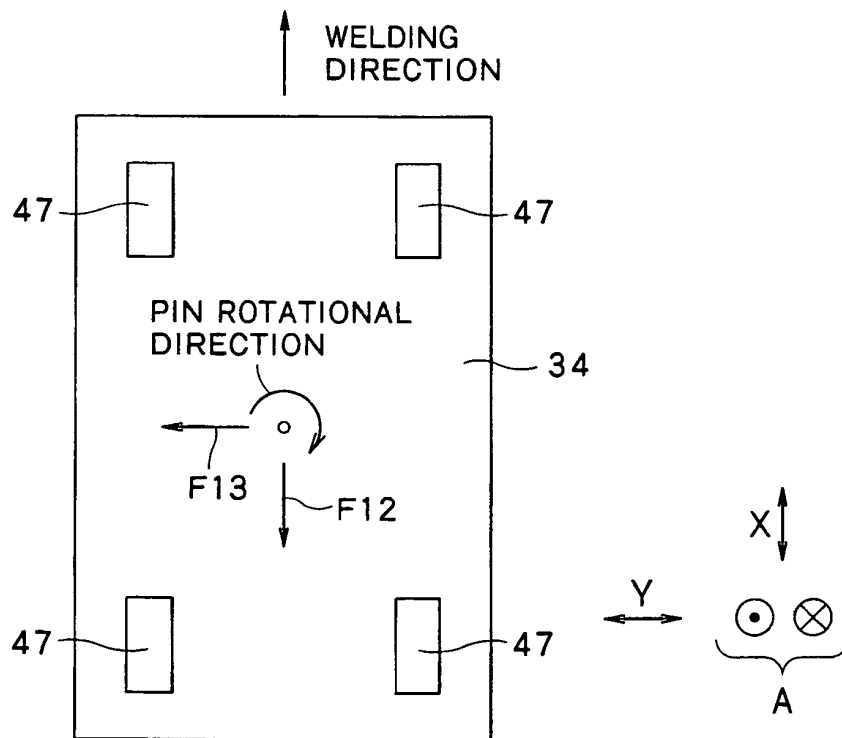 WELDING
DIRECTION
47
47
PIN ROTATIONAL
DIRECTION
34
F13
F12
X
Y
47
47
A